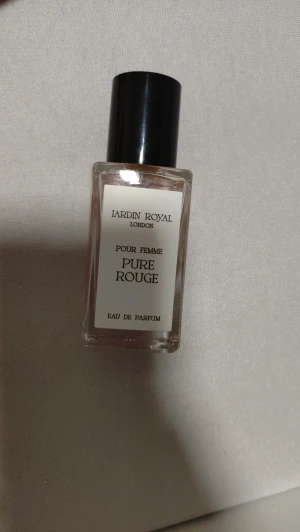 JARDIN ROYAL
LONDON
POUR FEMME
PURE
ROUGE
EAU DE PARFUM